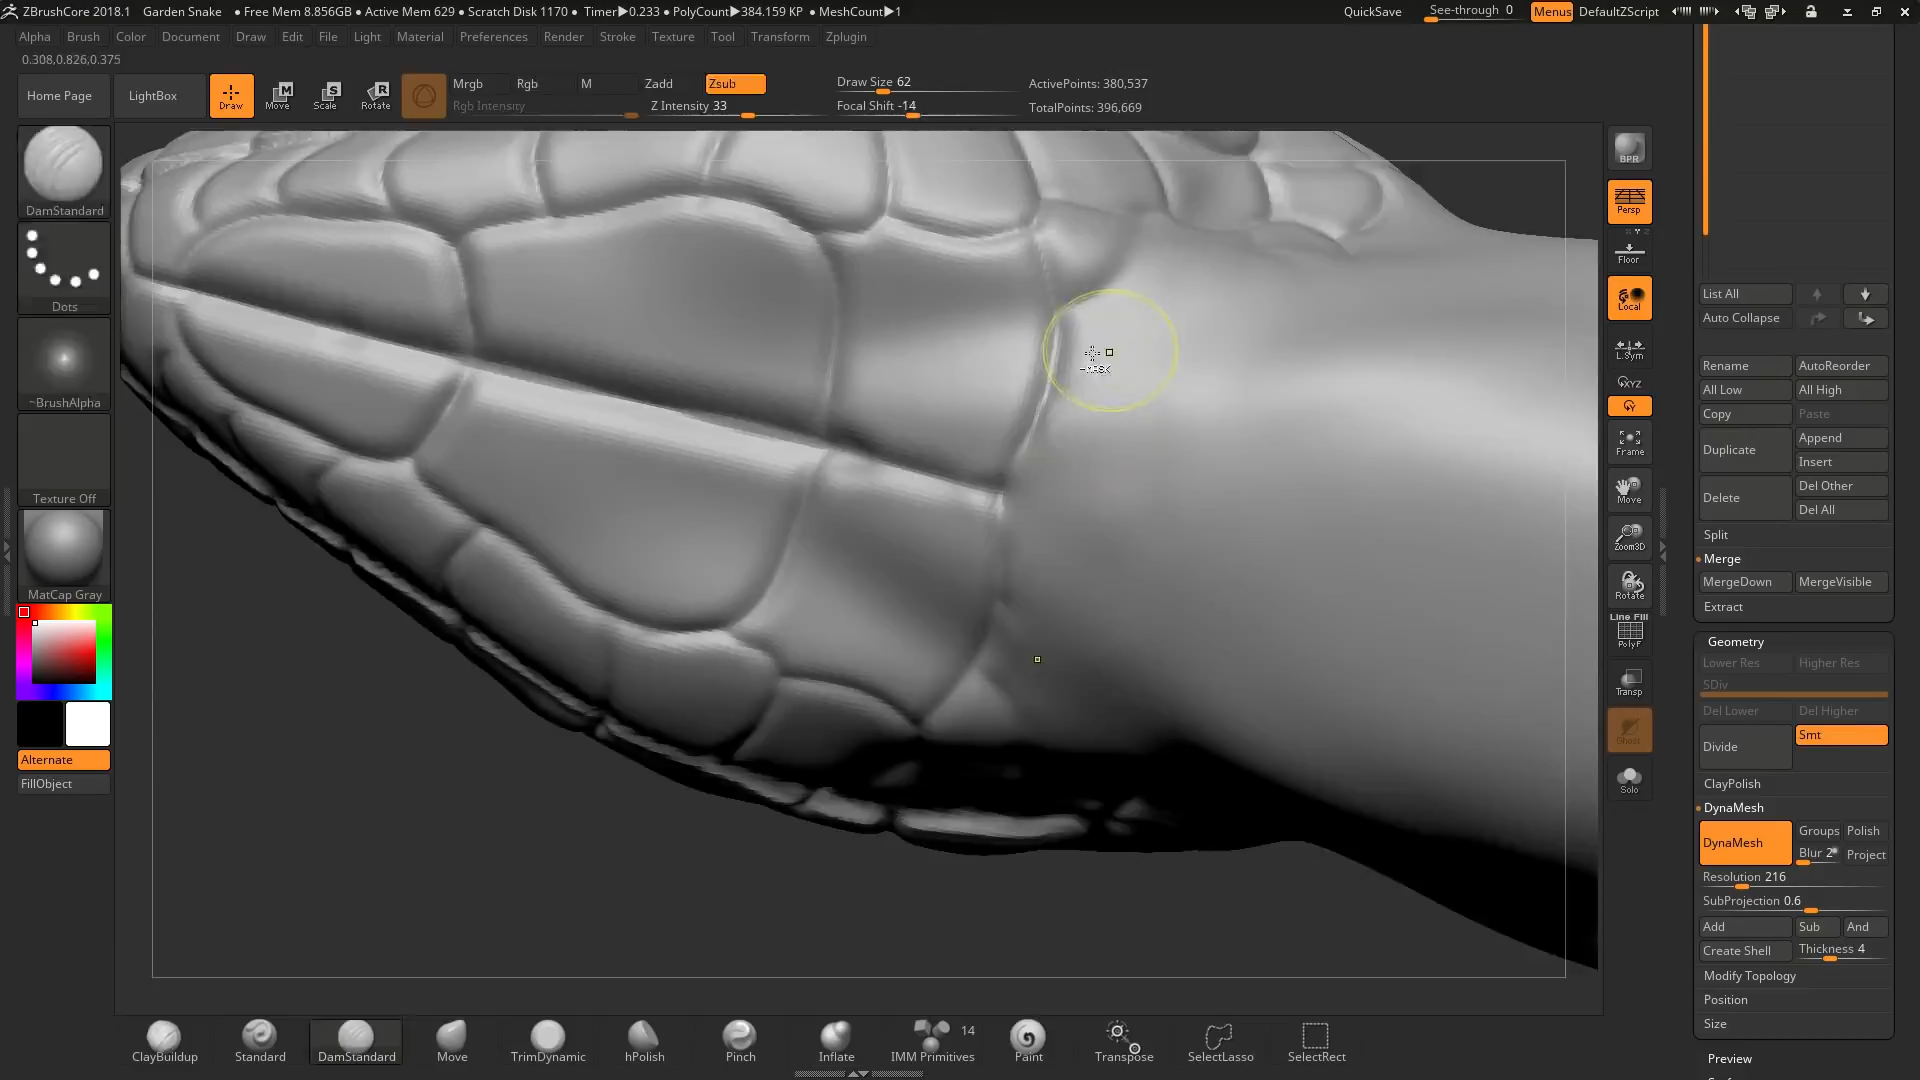 ZBrushCore 2018.1 Garden Snake • Free Mem 8.856GB • Active Mem 629 • Scratch Disk 1170 • Timer▶0.233 • PolyCount▶384.159 KP • MeshCount▶1 QuickSave See-through 0 Menus DefaultZScript
Alpha Brush Color Document Draw Edit File Light Material Preferences Render Stroke Texture Tool Transform Zplugin
0.308,0.826,0.375
Home Page LightBox Draw Move Scale Rotate Mrgb Rgb M Zadd Zsub Draw Size 62 ActivePoints: 380,537
Rgb Intensity Z Intensity 33 Focal Shift -14 TotalPoints: 396,669
DamStandard
Dots
~BrushAlpha
Texture Off
MatCap Gray
Alternate
FillObject
-MASK
BPR
Persp
Floor
Local
L.Sym
XYZ
Y
Frame
Move
Zoom3D
Rotate
Line Fill
PolyF
Transp
Ghost
Solo
List All
Auto Collapse
Rename AutoReorder
All Low All High
Copy Paste
Duplicate Append
Insert
Delete Del Other
Del All
Split
Merge
MergeDown MergeVisible
Extract
Geometry
Lower Res Higher Res
SDiv
Del Lower Del Higher
Divide Smt
ClayPolish
DynaMesh
DynaMesh Groups Polish
Blur 2 Project
Resolution 216
SubProjection 0.6
Add Sub And
Create Shell Thickness 4
Modify Topology
Position
Size
Preview
ClayBuildup Standard DamStandard Move TrimDynamic hPolish Pinch Inflate IMM Primitives 14 Paint Transpose SelectLasso SelectRect